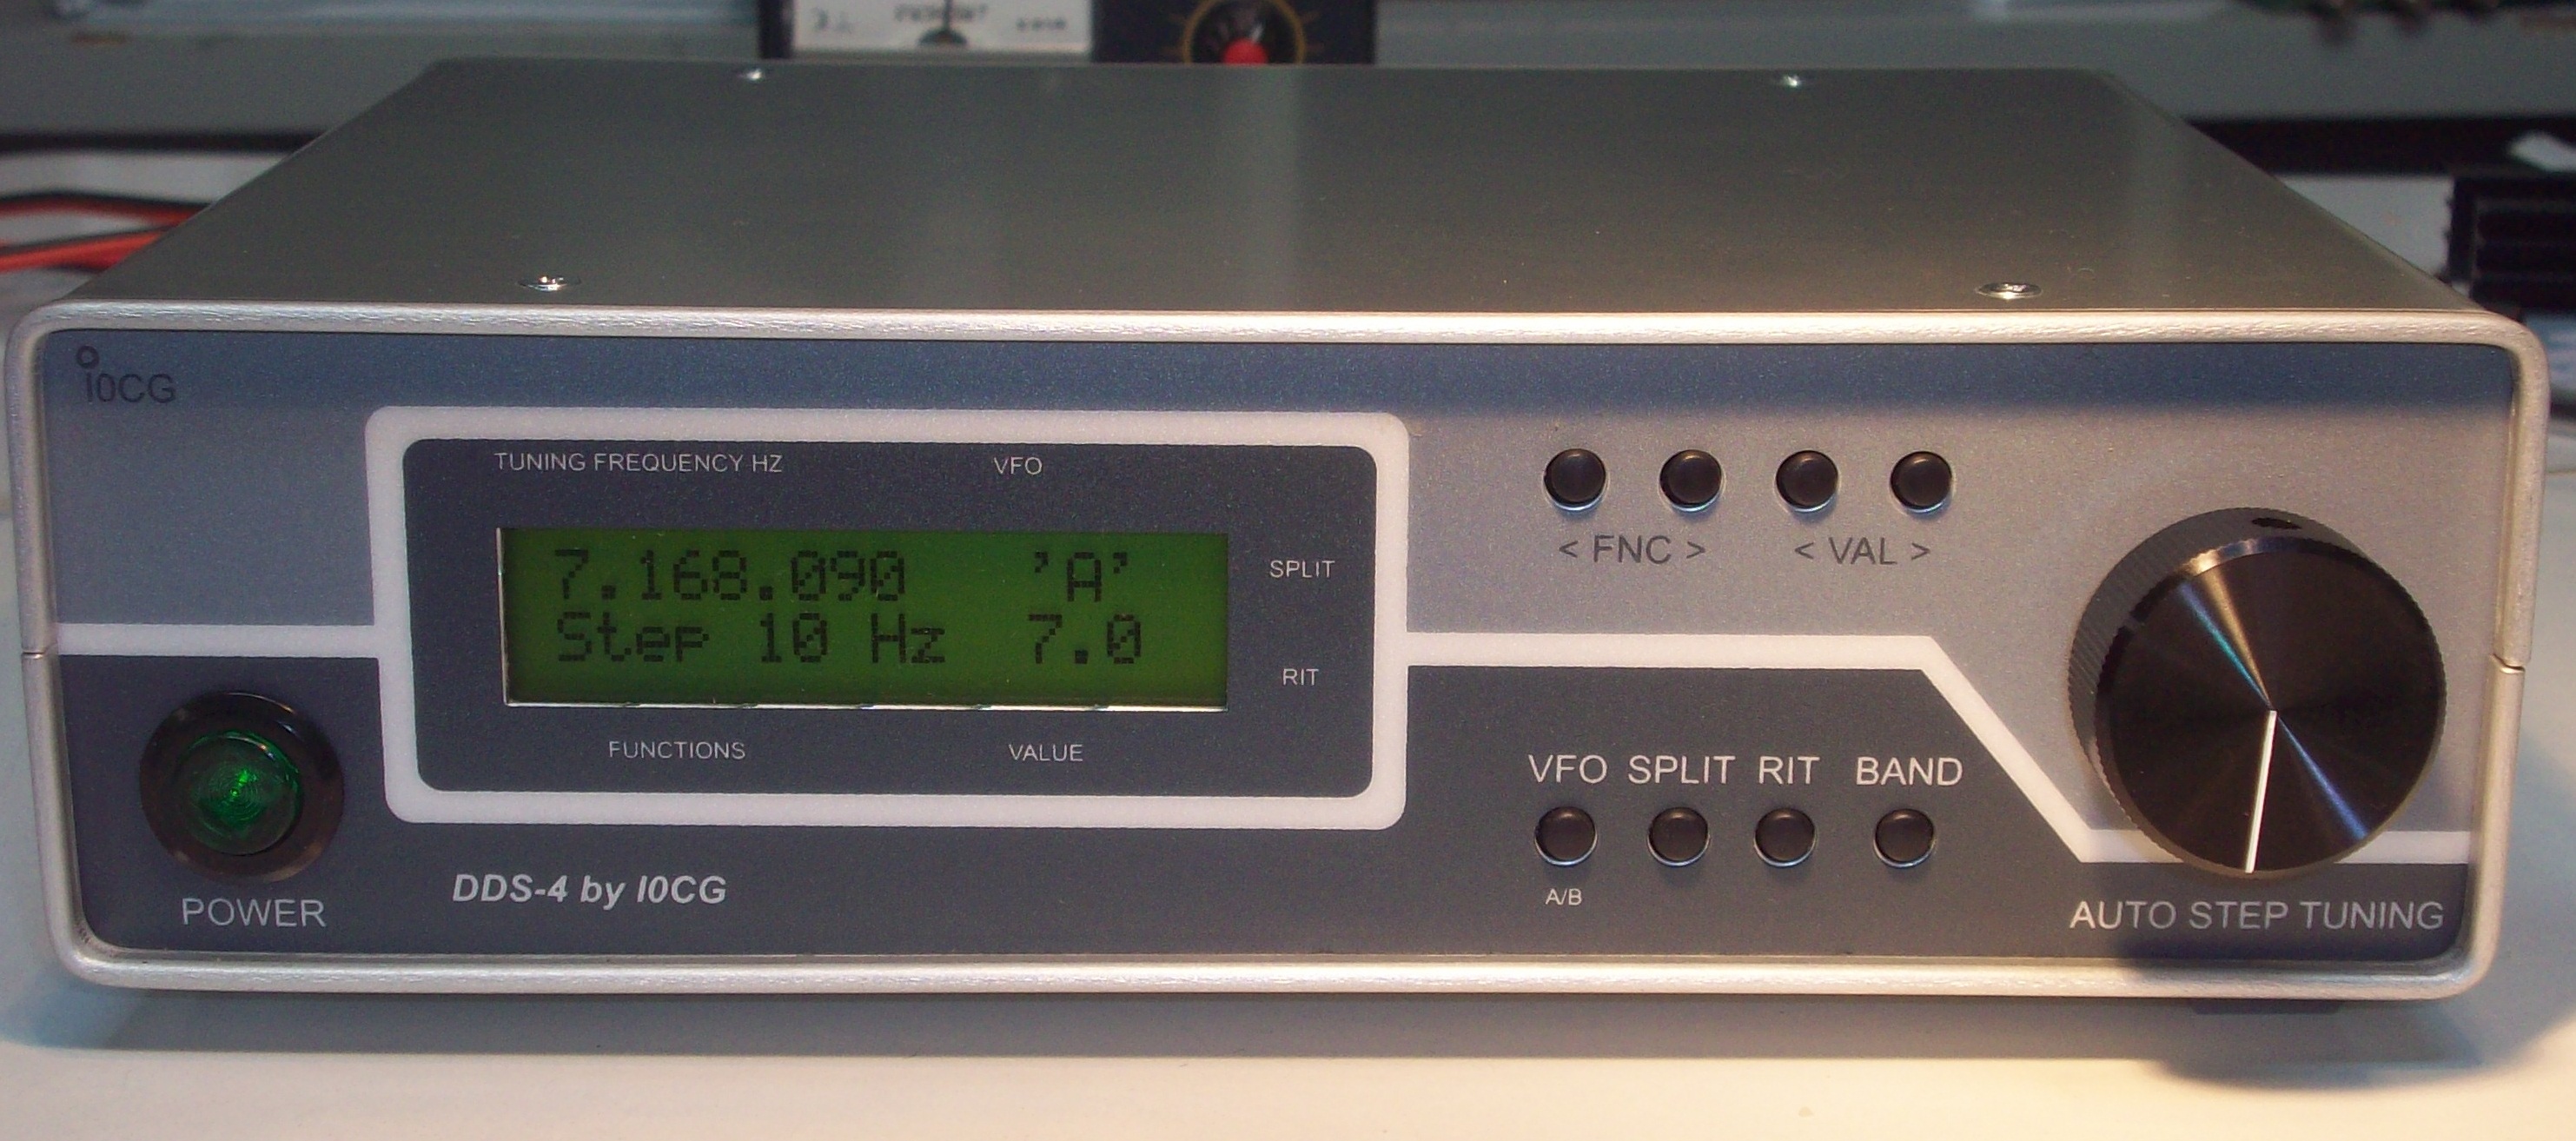 i0CG
TUNING FREQUENCY HZ
VFO
7.168.090 'A'
Step 10 Hz 7.0
SPLIT
RIT
FUNCTIONS
VALUE
< FNC >
< VAL >
VFO SPLIT RIT BAND
A/B
POWER
DDS-4 by I0CG
AUTO STEP TUNING